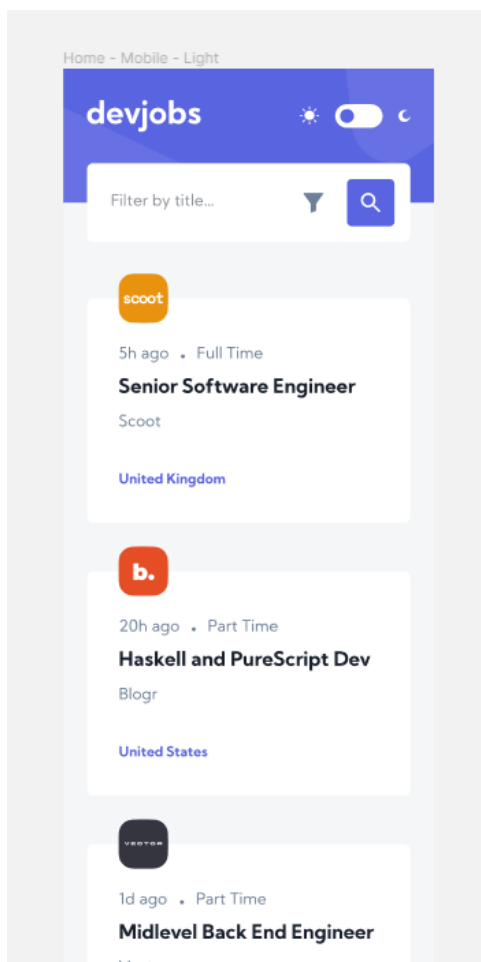 Home - Mobile - Light
devjobs
Filter by title...
scoot
5h ago . Full Time
Senior Software Engineer
Scoot
United Kingdom
b.
20h ago . Part Time
Haskell and PureScript Dev
Blogr
United States
VECTOR
1d ago . Part Time
Midlevel Back End Engineer